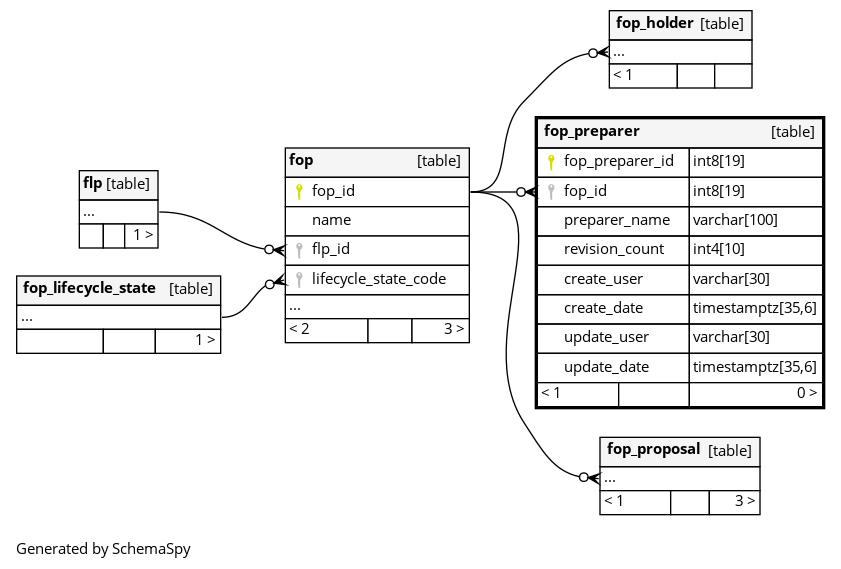 fop_holder [table]
...
< 1
fop_preparer [table]
fop_preparer_id int8[19]
fop_id int8[19]
preparer_name varchar[100]
revision_count int4[10]
create_user varchar[30]
create_date timestamptz[35,6]
update_user varchar[30]
update_date timestamptz[35,6]
< 1 0 >
fop [table]
fop_id
name
flp_id
lifecycle_state_code
...
< 2 3 >
flp [table]
...
1 >
fop_lifecycle_state [table]
...
1 >
fop_proposal [table]
...
< 1 3 >
Generated by SchemaSpy